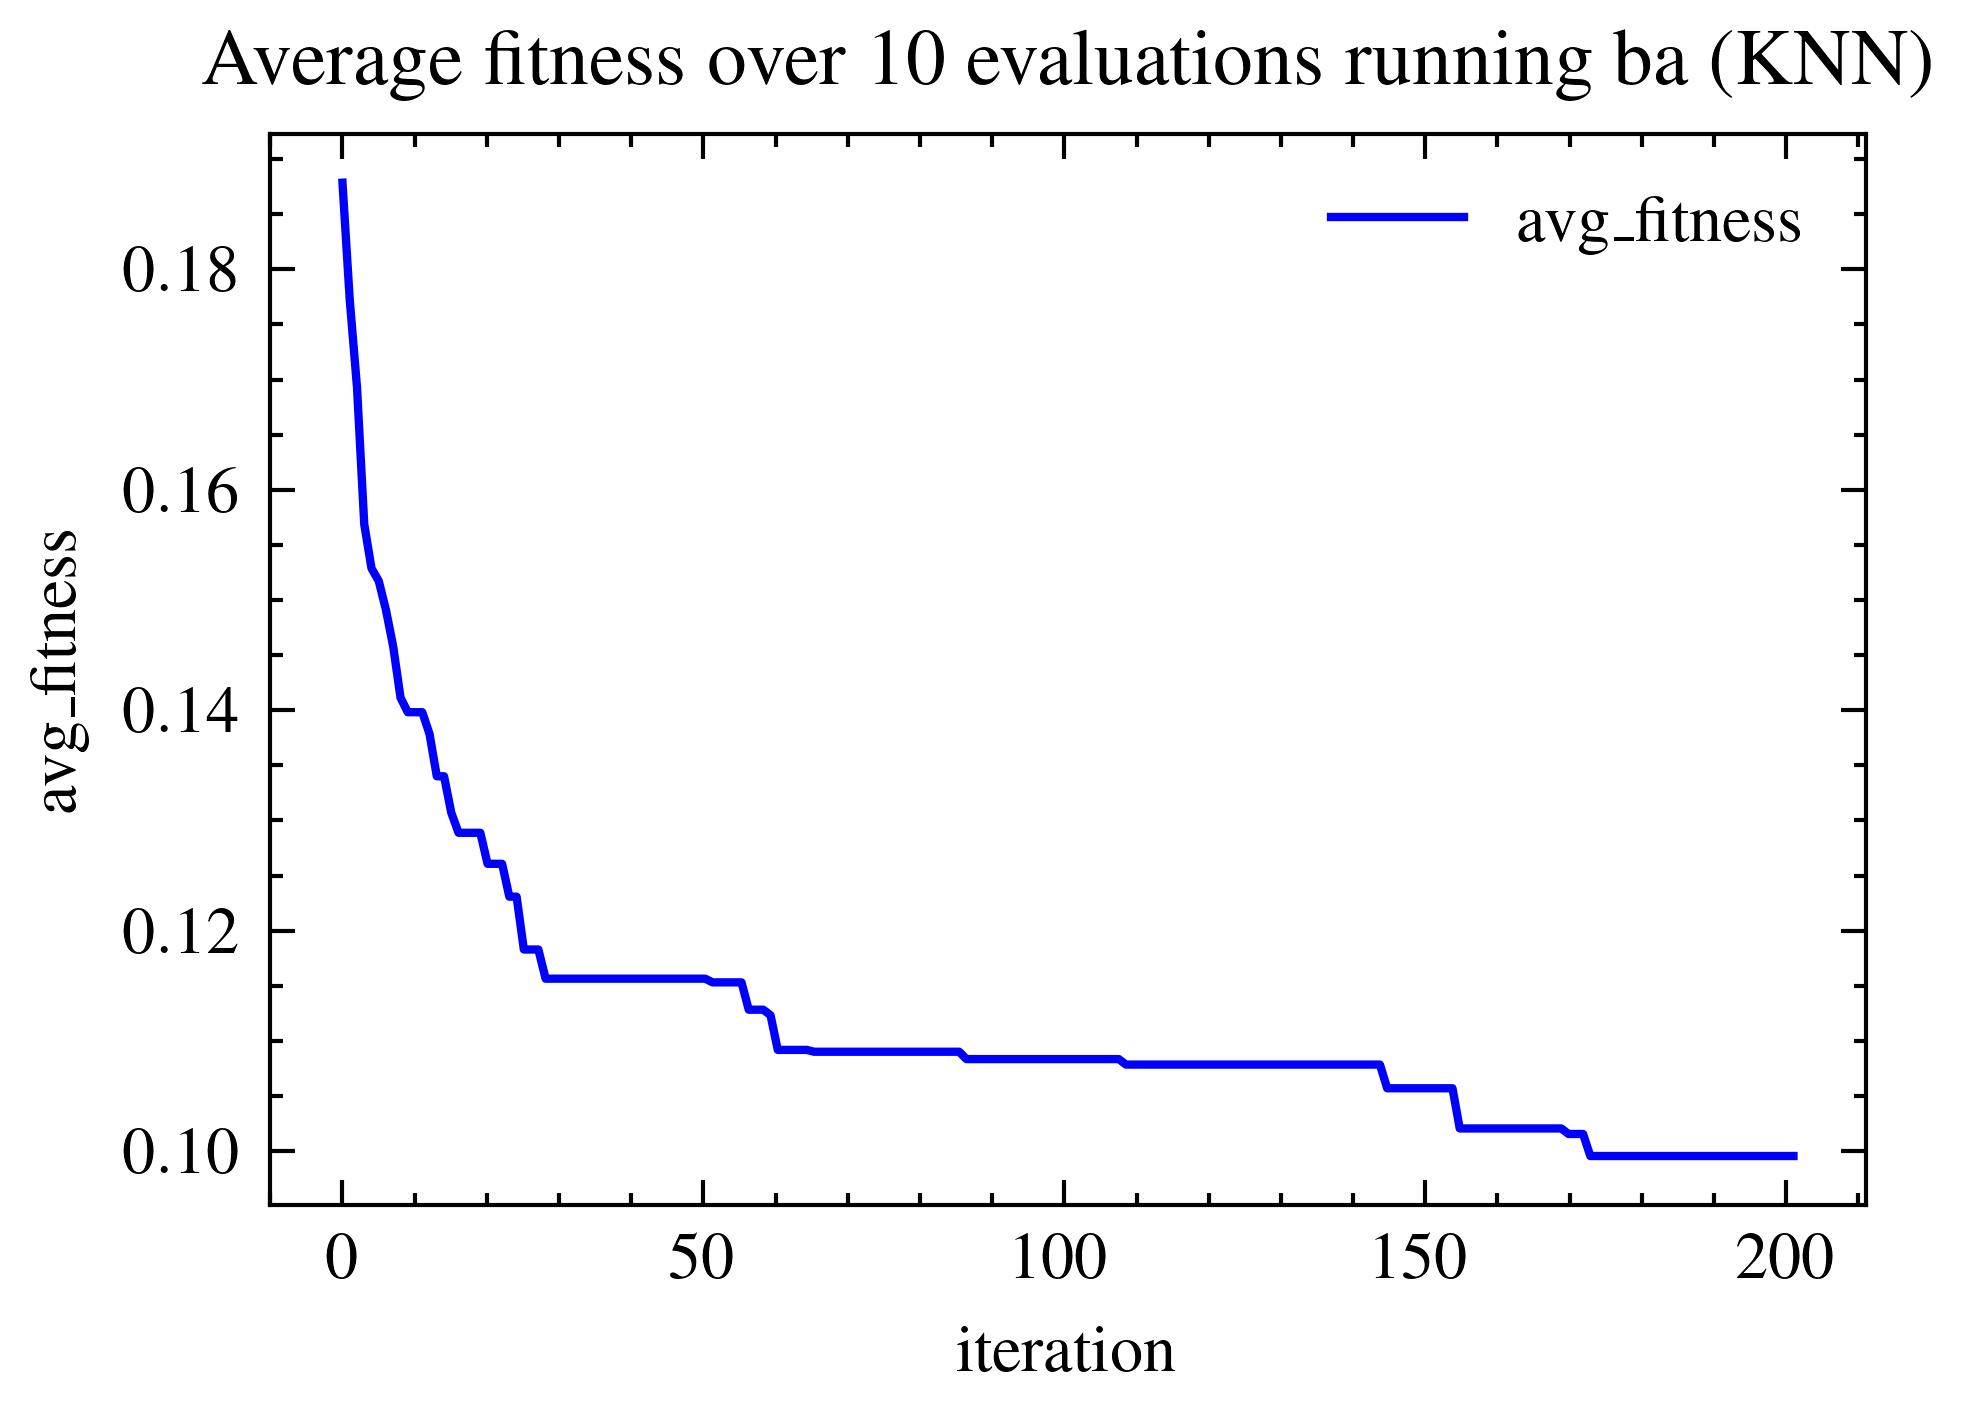 Average fitness over 10 evaluations running ba (KNN)
avg_fitness
0.18
0.16
0.14
0.12
0.10
avg_fitness
0 50 100 150 200
iteration